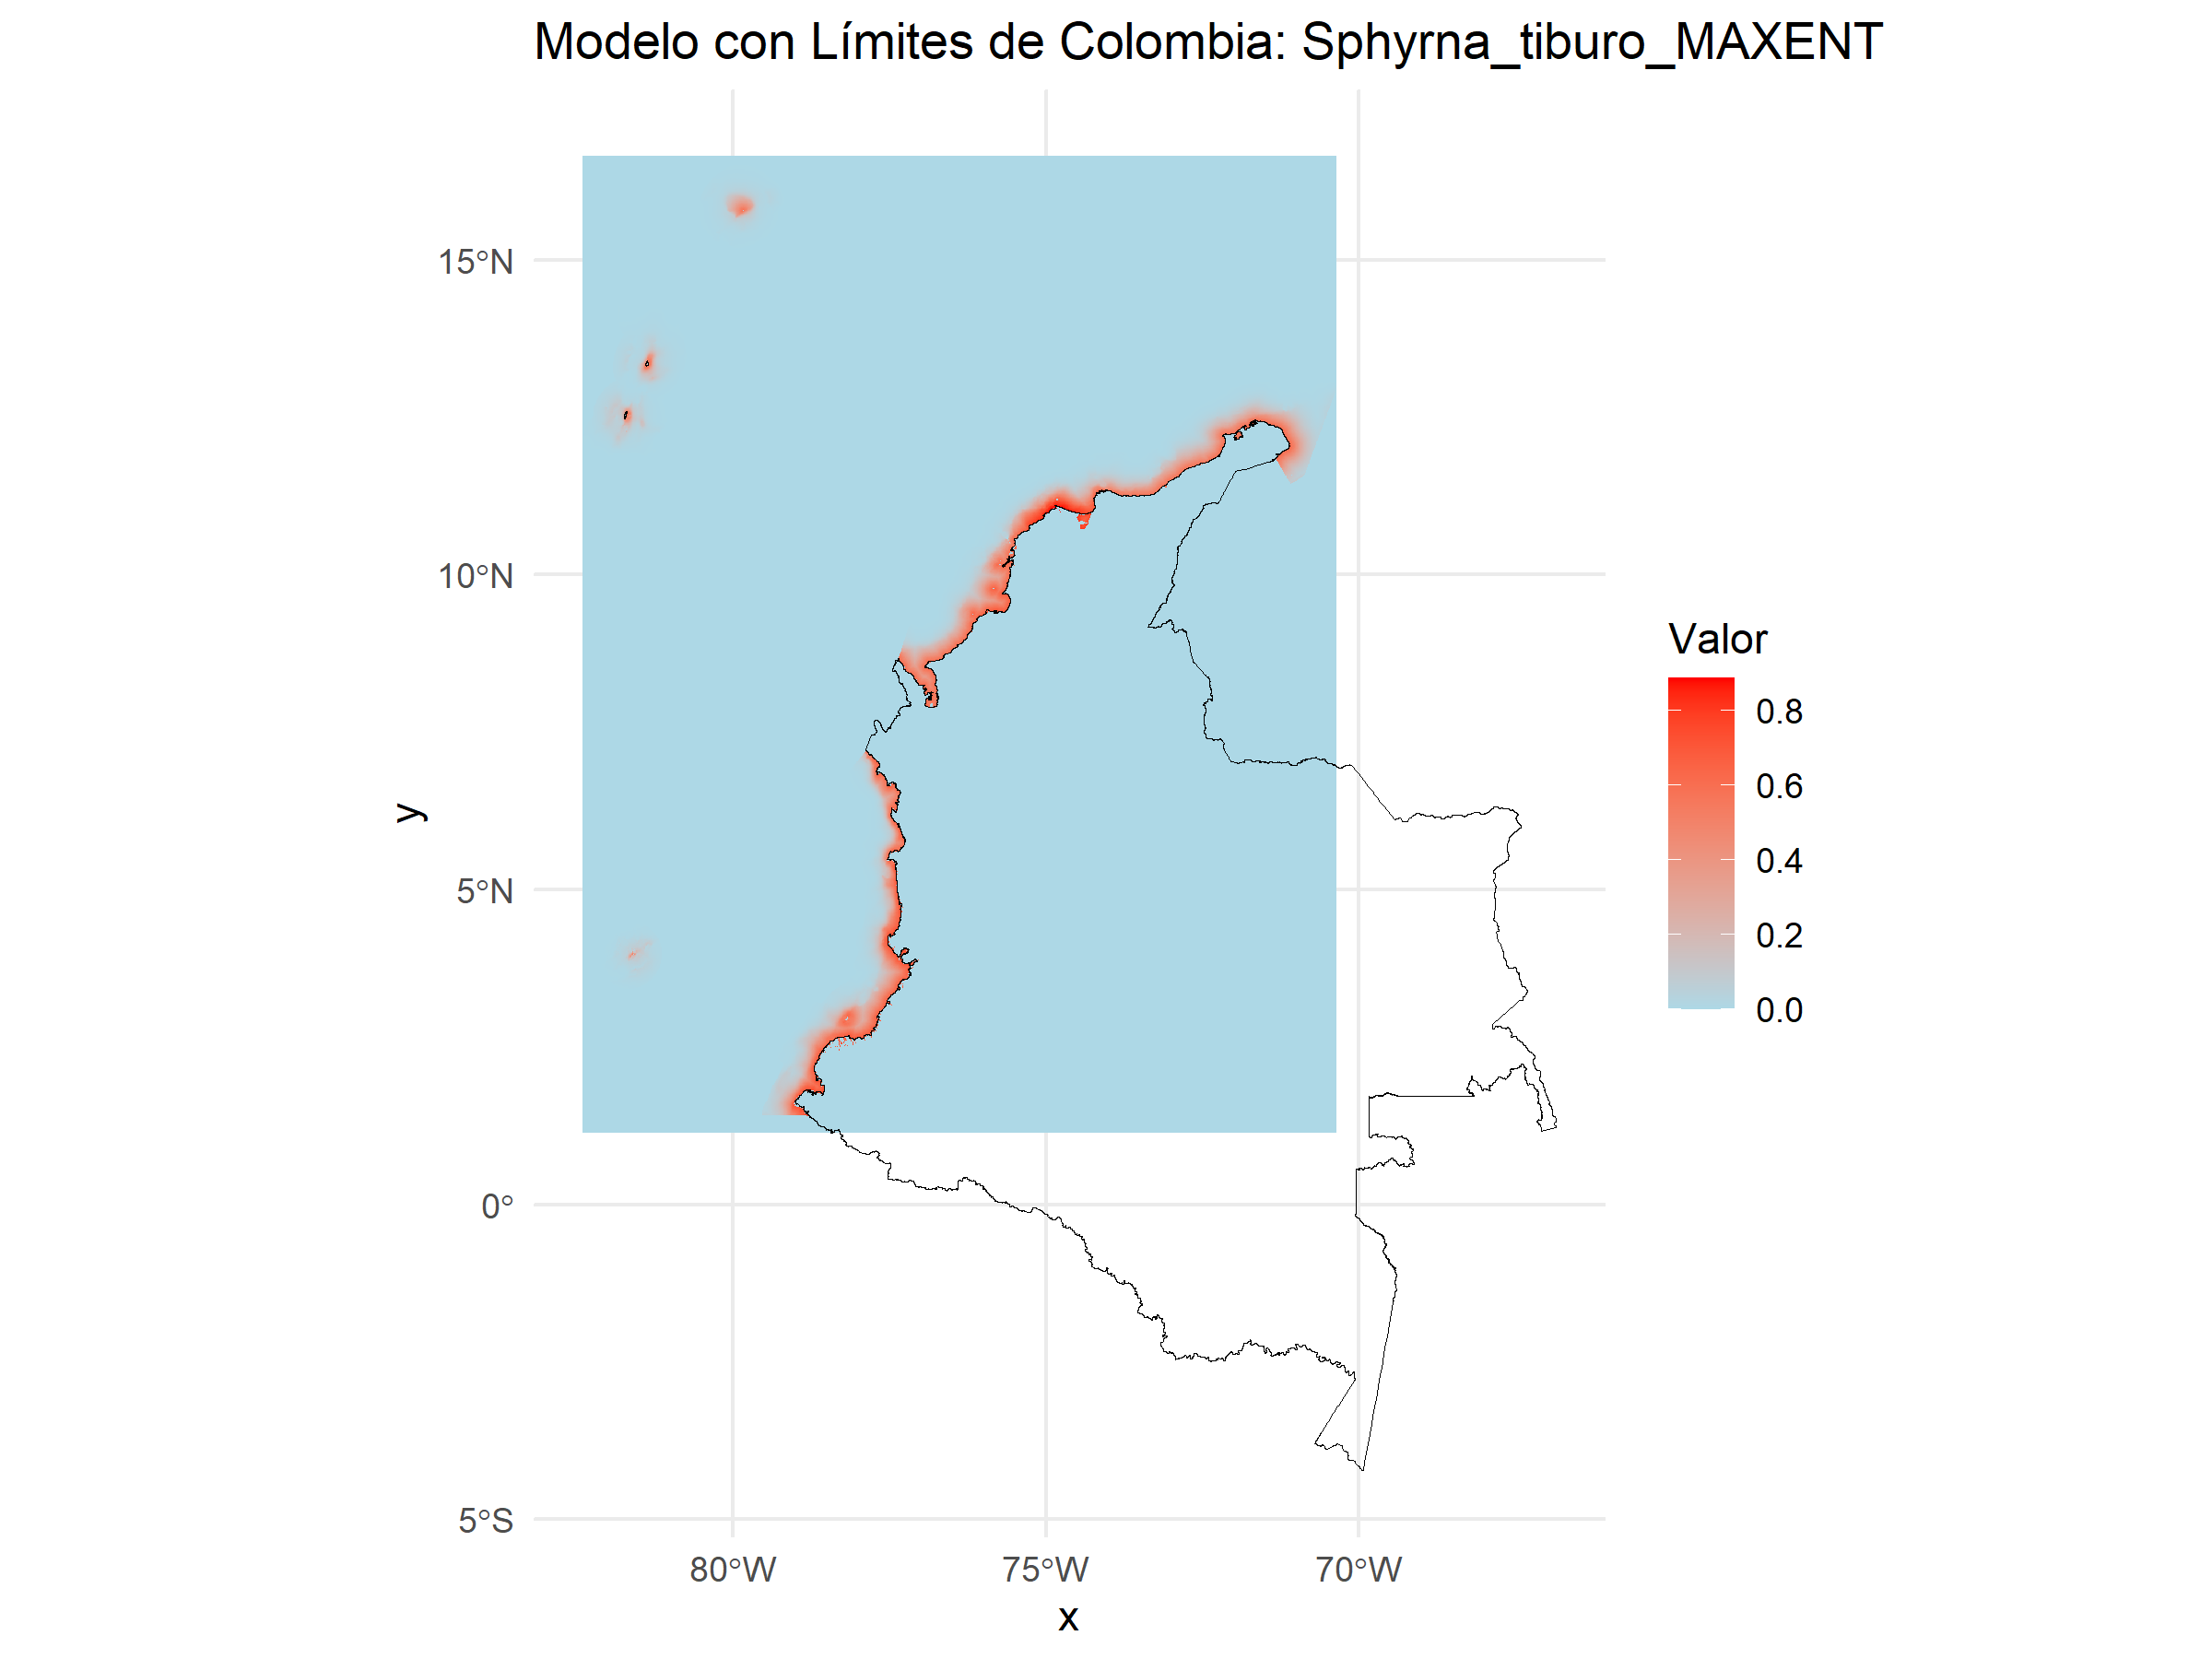 Modelo con Límites de Colombia: Sphyrna_tiburo_MAXENT
15°N
10°N
5°N
0°
5°S
y
80°W
75°W
70°W
x
Valor
0.8
0.6
0.4
0.2
0.0